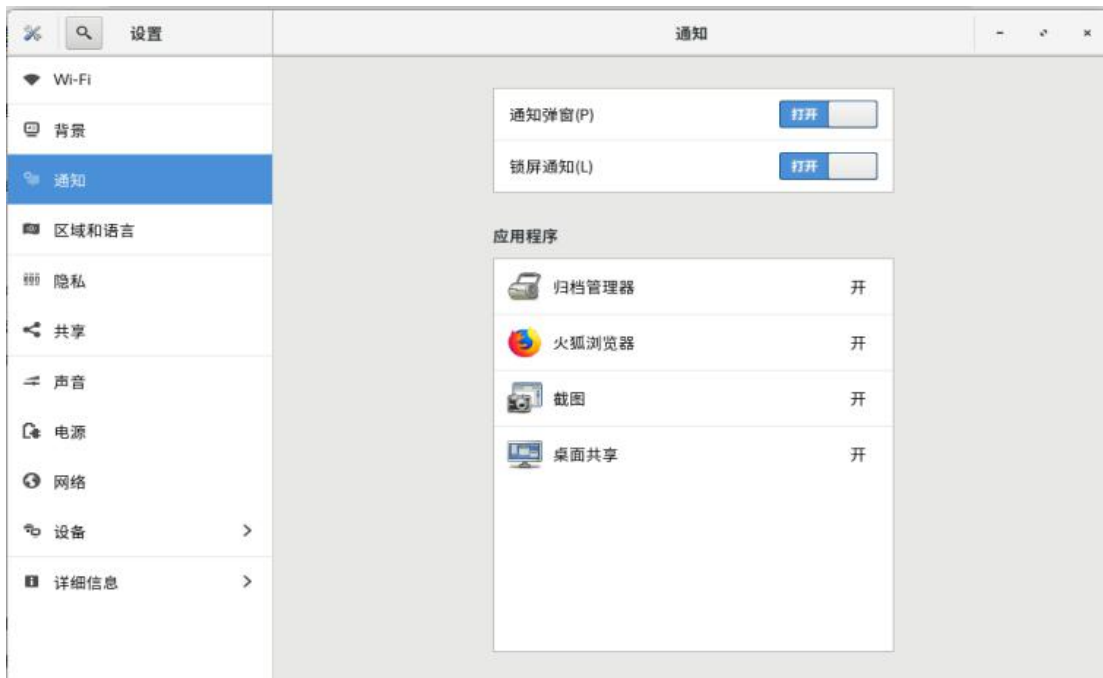 设置
通知
Wi-Fi
背景
通知
区域和语言
隐私
共享
声音
电源
网络
设备
详细信息
通知弹窗(P) 打开
锁屏通知(L) 打开
应用程序
归档管理器 开
火狐浏览器 开
截图 开
桌面共享 开